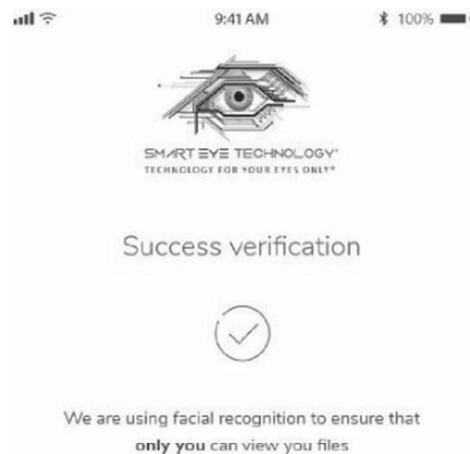 9:41 AM
100%
SMART EYE TECHNOLOGY®
TECHNOLOGY FOR YOUR EYES ONLY®
Success verification
We are using facial recognition to ensure that
only you can view you files